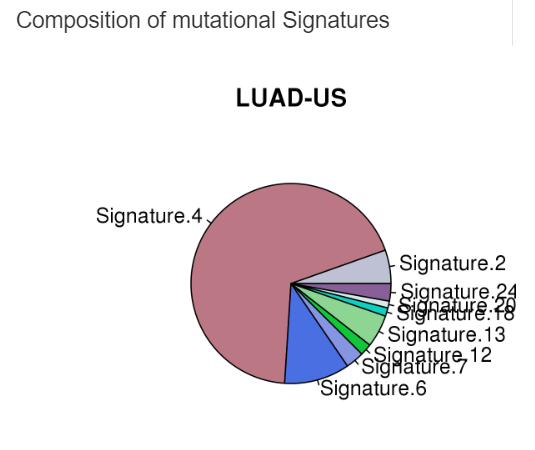 Composition of mutational Signatures
LUAD-US
Signature.4
Signature.2
Signature.24
Signature.20
Signature.18
Signature.13
Signature.12
Signature.7
Signature.6